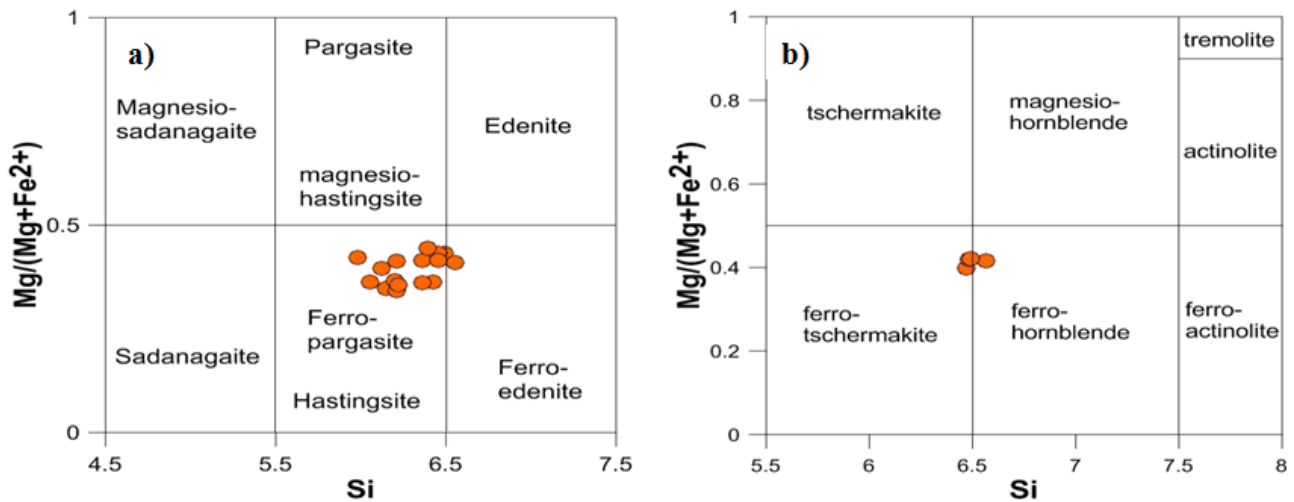 a)
Mg/(Mg+Fe2+)
1
0.5
0
Pargasite
Magnesio-
sadanagaite
Edenite
magnesio-
hastingsite
Ferro-
pargasite
Sadanagaite
Ferro-
edenite
Hastingsite
4.5
5.5
6.5
7.5
Si
b)
Mg/(Mg+Fe2+)
1
0.8
0.6
0.4
0.2
0
tremolite
tschermakite
magnesio-
hornblende
actinolite
ferro-
tschermakite
ferro-
hornblende
ferro-
actinolite
5.5
6
6.5
7
7.5
8
Si